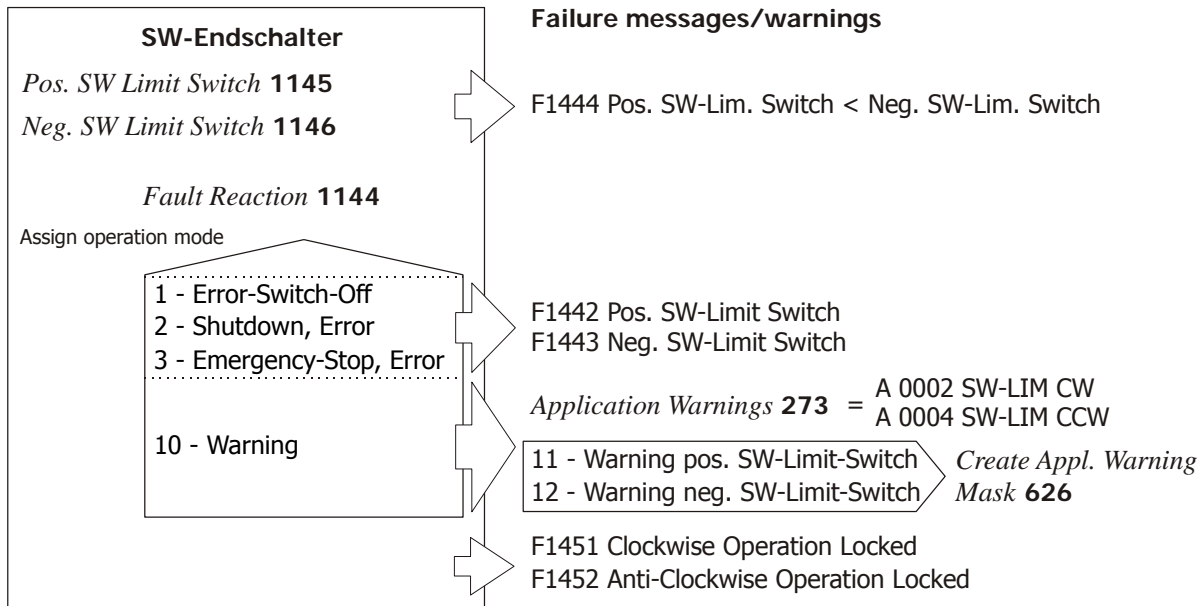 SW-Endschalter
Failure messages/warnings
Pos. SW Limit Switch 1145
Neg. SW Limit Switch 1146
F1444 Pos. SW-Lim. Switch < Neg. SW-Lim. Switch
Fault Reaction 1144
Assign operation mode
1 - Error-Switch-Off
2 - Shutdown, Error
3 - Emergency-Stop, Error
F1442 Pos. SW-Limit Switch
F1443 Neg. SW-Limit Switch
10 - Warning
Application Warnings 273 = A 0002 SW-LIM CW
A 0004 SW-LIM CCW
11 - Warning pos. SW-Limit-Switch
12 - Warning neg. SW-Limit-Switch
Create Appl. Warning
Mask 626
F1451 Clockwise Operation Locked
F1452 Anti-Clockwise Operation Locked